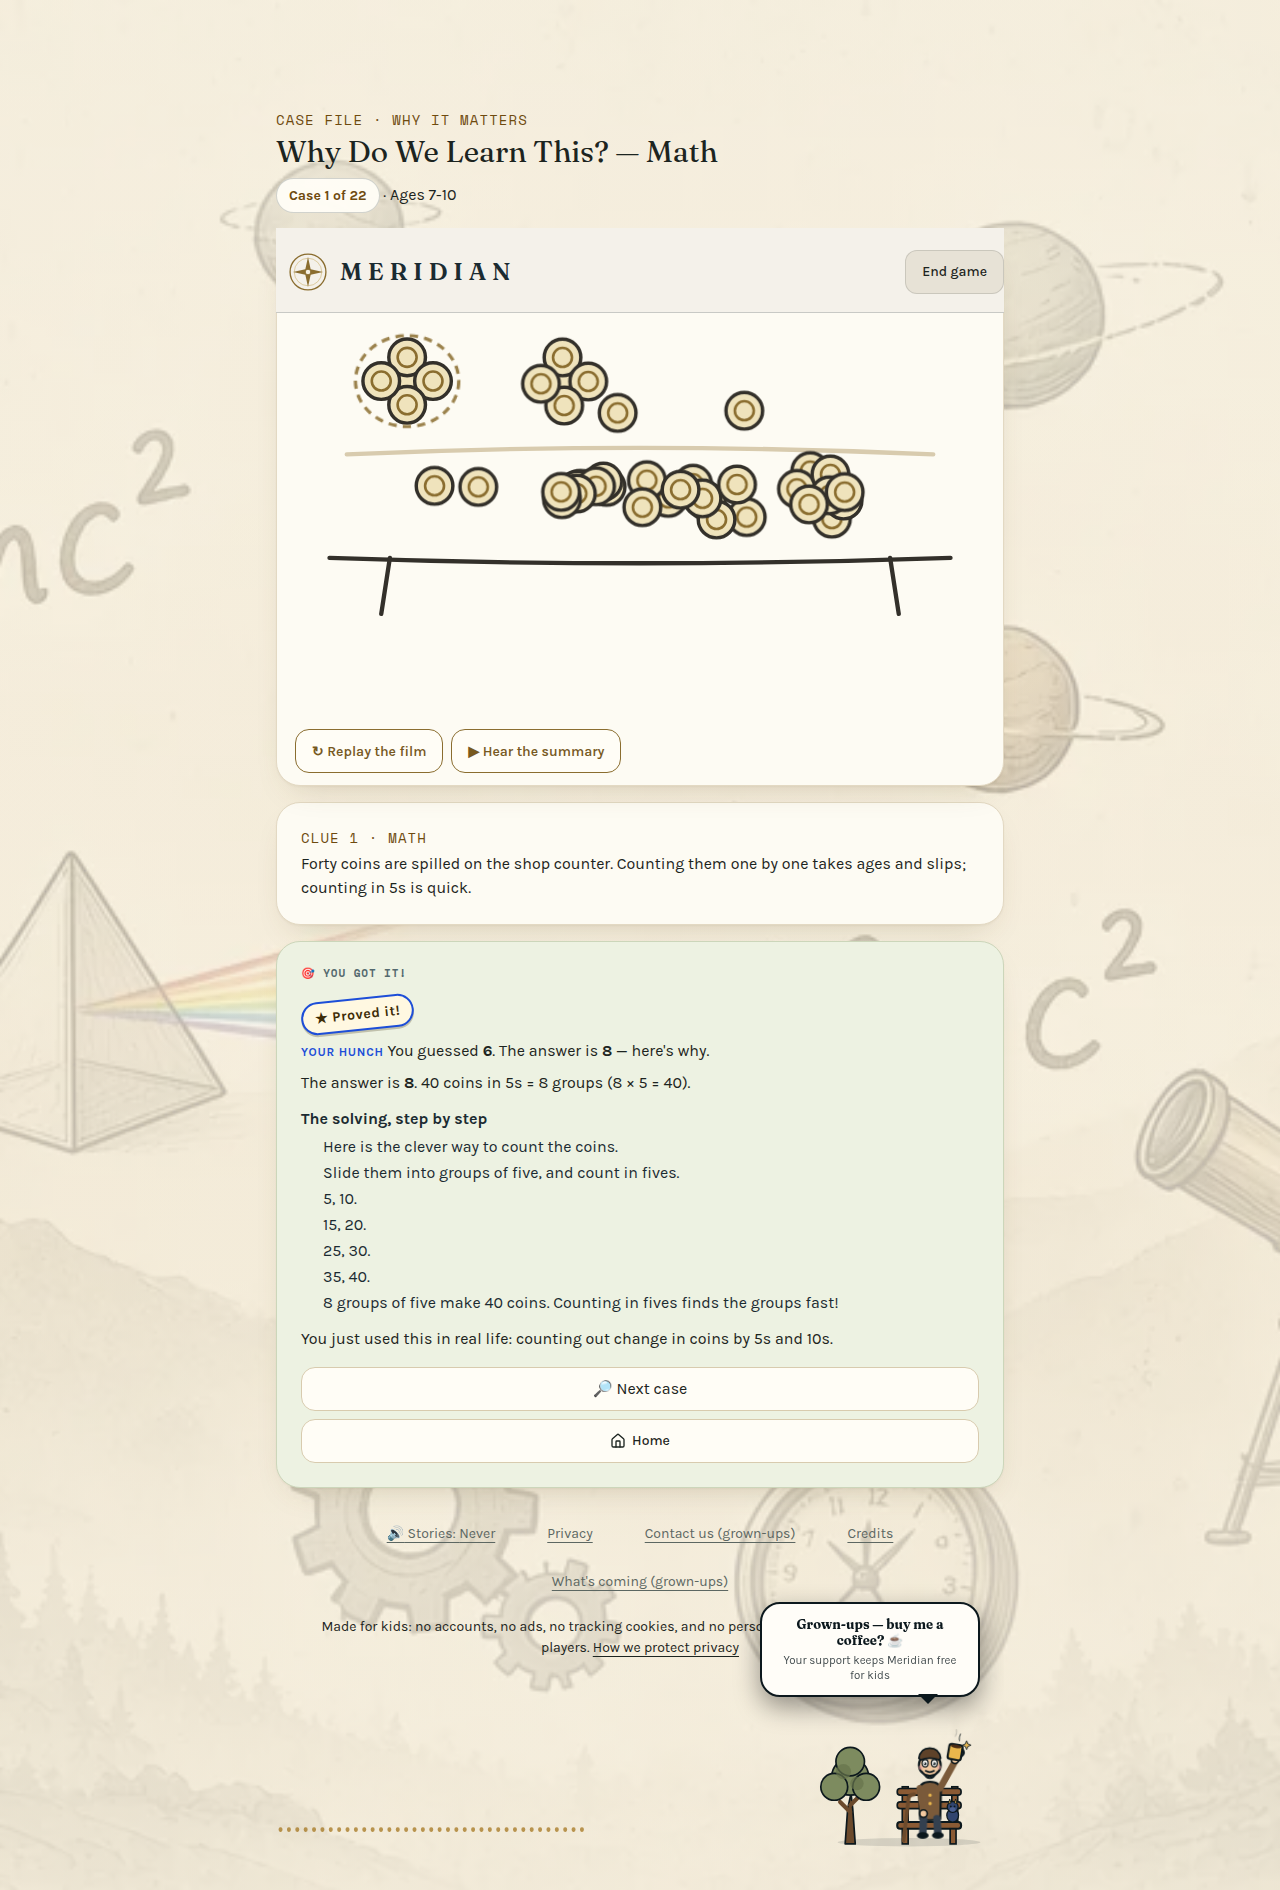 CASE FILE · WHY IT MATTERS
Why Do We Learn This? — Math
Case 1 of 22 · Ages 7-10
MERIDIAN
End game
↻ Replay the film
▶ Hear the summary
CLUE 1 · MATH
Forty coins are spilled on the shop counter. Counting them one by one takes ages and slips;
counting in 5s is quick.
🎯 YOU GOT IT!
★ Proved it!
YOUR HUNCH You guessed 6. The answer is 8 — here's why.
The answer is 8. 40 coins in 5s = 8 groups (8 × 5 = 40).
The solving, step by step
Here is the clever way to count the coins.
Slide them into groups of five, and count in fives.
5, 10.
15, 20.
25, 30.
35, 40.
8 groups of five make 40 coins. Counting in fives finds the groups fast!
You just used this in real life: counting out change in coins by 5s and 10s.
🔎 Next case
Home
🔊 Stories: Never
Privacy
Contact us (grown-ups)
Credits
What's coming (grown-ups)
Made for kids: no accounts, no ads, no tracking cookies, and no
players. How we protect privacy
Grown-ups — buy me a
coffee? ☕
Your support keeps Meridian free
for kids
mc²
c²
11
12
9
3